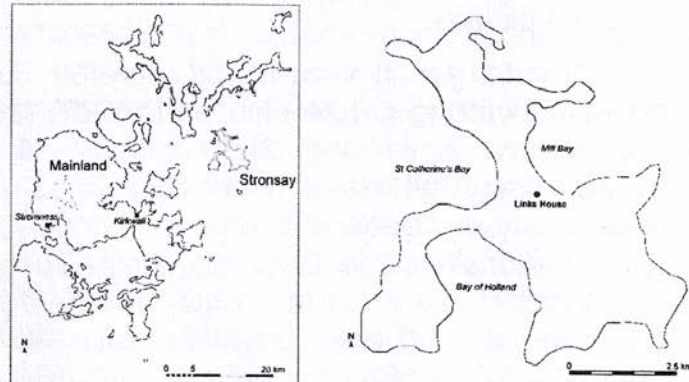 Mainland
Stronsay
Stromness
Kirkwall
N
0 5 20 km
St Catherine's Bay
Mill Bay
Links House
Bay of Holland
N
0 2.5 km